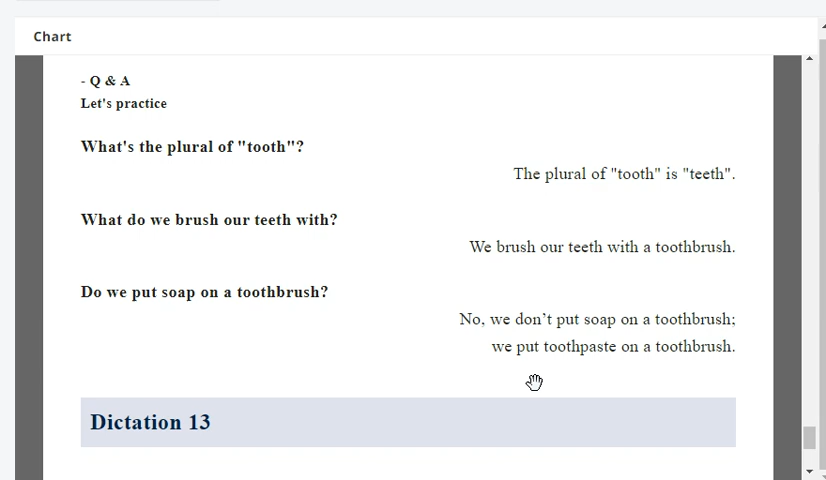 Chart
- Q & A
Let's practice
What's the plural of "tooth"?
The plural of "tooth" is "teeth".
What do we brush our teeth with?
We brush our teeth with a toothbrush.
Do we put soap on a toothbrush?
No, we don’t put soap on a toothbrush;
we put toothpaste on a toothbrush.
Dictation 13